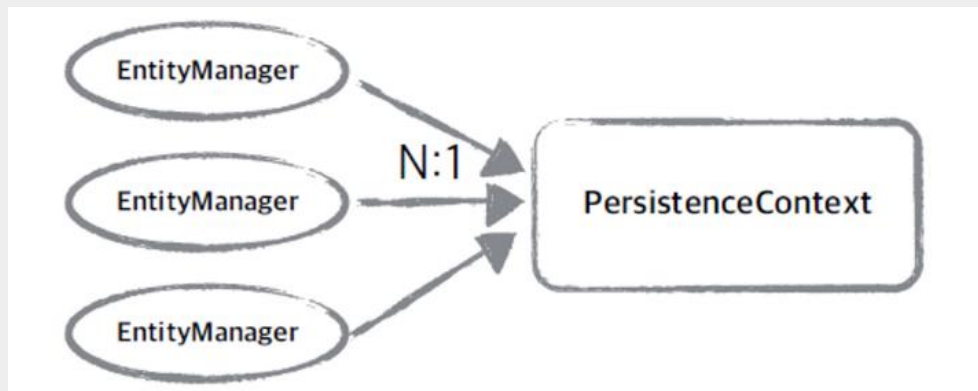 EntityManager
N:1
EntityManager
PersistenceContext
EntityManager